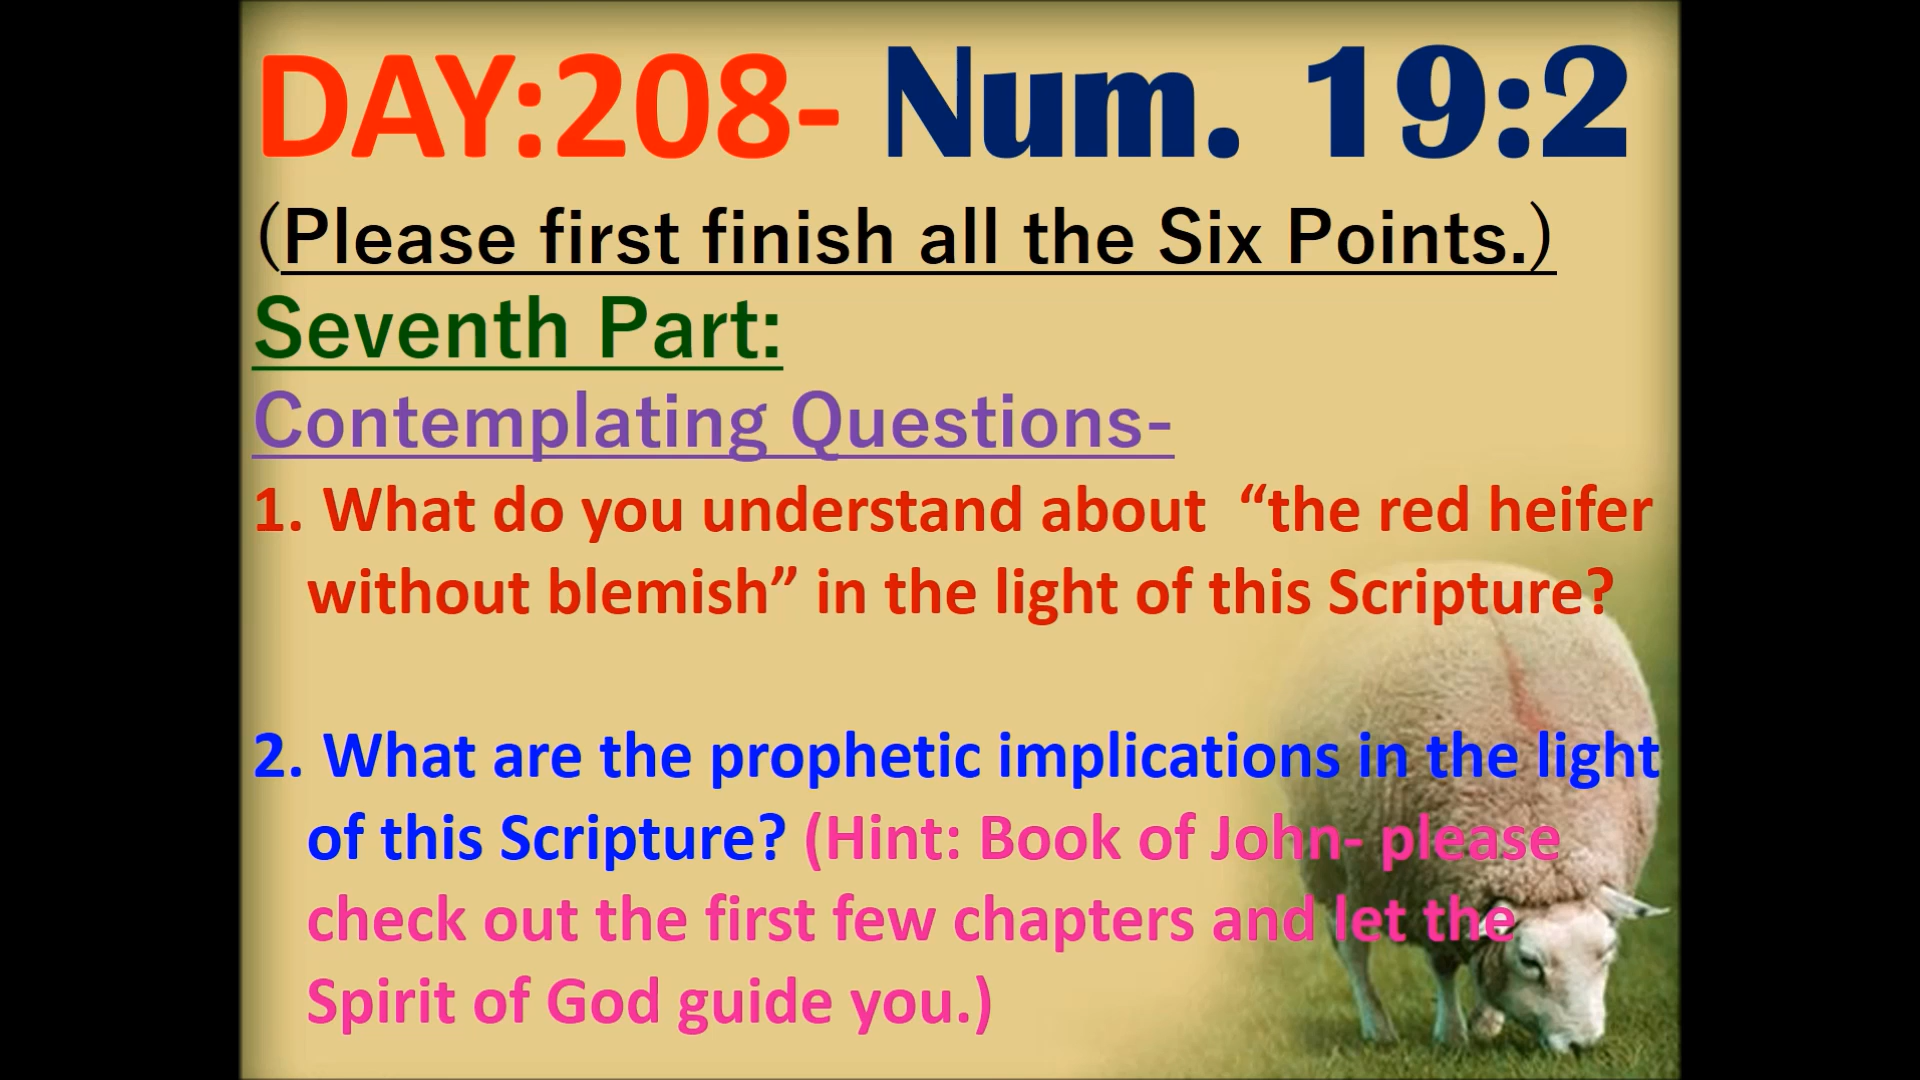 DAY:208- Num. 19:2
(Please first finish all the Six Points.)
Seventh Part:
Contemplating Questions-
1. What do you understand about “the red heifer
without blemish” in the light of this Scripture?
2. What are the prophetic implications in the light
of this Scripture? (Hint: Book of John- please
check out the first few chapters and let the
Spirit of God guide you.)